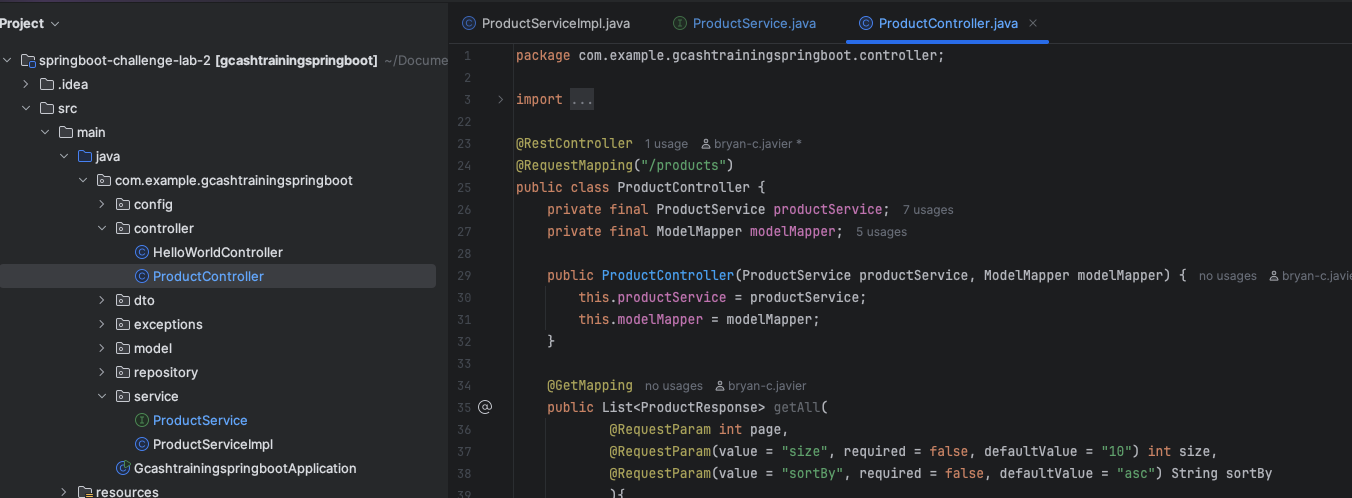 Project
springboot-challenge-lab-2 [gcashtrainingspringboot] ~/Docume
.idea
src
main
java
com.example.gcashtrainingspringboot
config
controller
HelloWorldController
ProductController
dto
exceptions
model
repository
service
ProductService
ProductServiceImpl
GcashtrainingspringbootApplication
resources
ProductServiceImpl.java ProductService.java ProductController.java
1 package com.example.gcashtrainingspringboot.controller;
2
3 import ...
22
23 @RestController 1 usage bryan-c.javier *
24 @RequestMapping("/products")
25 public class ProductController {
26 private final ProductService productService; 7 usages
27 private final ModelMapper modelMapper; 5 usages
28
29 public ProductController(ProductService productService, ModelMapper modelMapper) { no usages bryan-c.javie
30 this.productService = productService;
31 this.modelMapper = modelMapper;
32 }
33
34 @GetMapping no usages bryan-c.javier
35 public List<ProductResponse> getAll(
36 @RequestParam int page,
37 @RequestParam(value = "size", required = false, defaultValue = "10") int size,
38 @RequestParam(value = "sortBy", required = false, defaultValue = "asc") String sortBy
39 ){